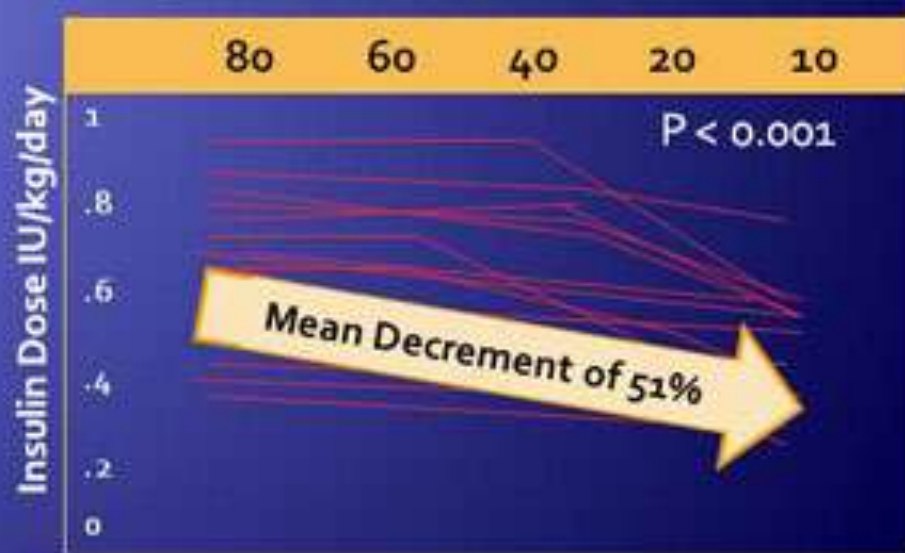 80 60 40 20 10
Insulin Dose IU/kg/day
1
P < 0.001
.8
.6
Mean Decrement of 51%
.4
.2
0